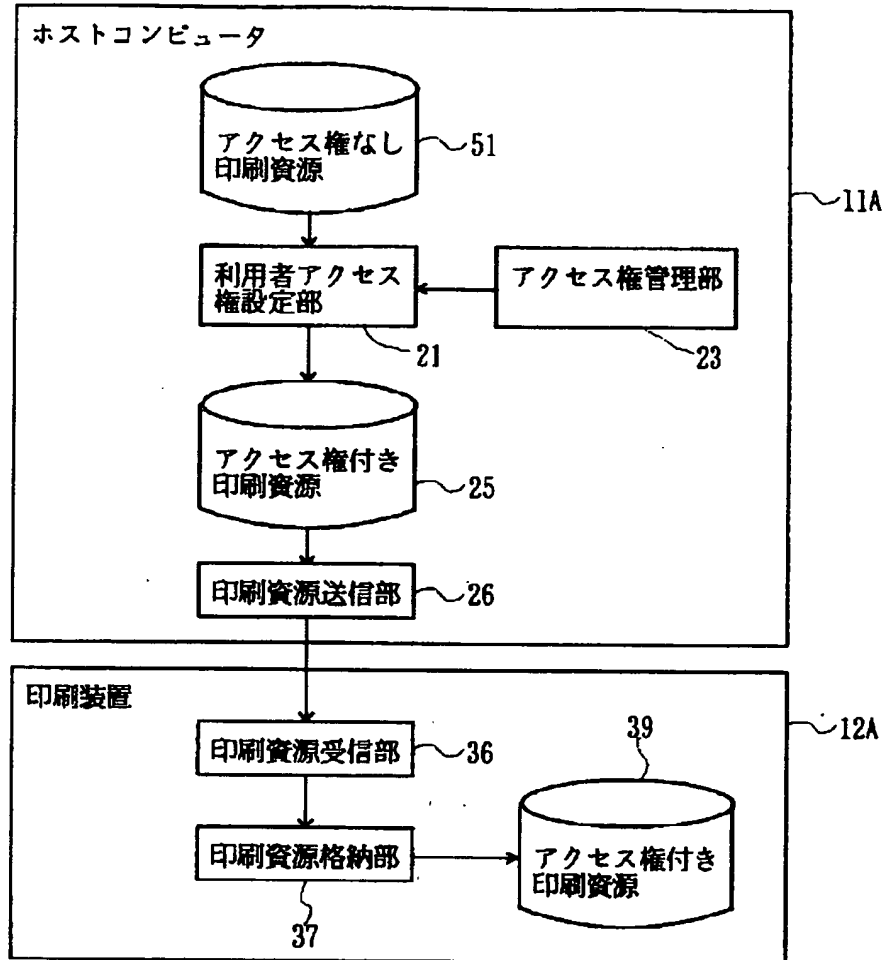 ホストコンピュータ
アクセス権なし
印刷資源
51
11A
利用者アクセス
権設定部
アクセス権管理部
21
23
アクセス権付き
印刷資源
25
印刷資源送信部
26
印刷装置
12A
印刷資源受信部
36
39
印刷資源格納部
アクセス権付き
印刷資源
37